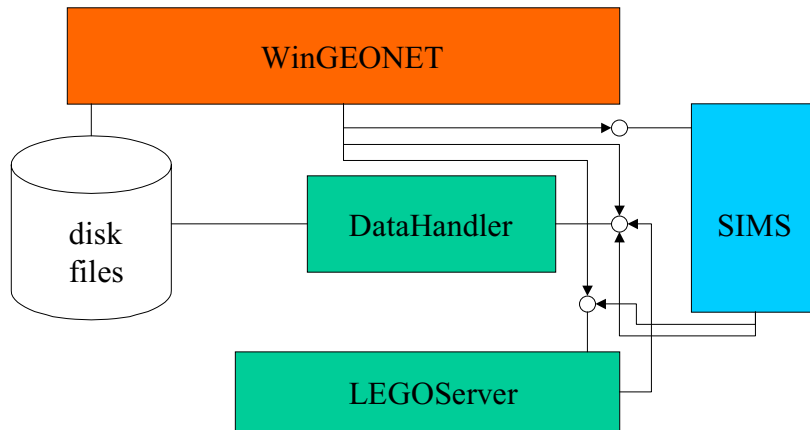 WinGEONET
DataHandler
SIMS
disk
files
LEGOServer